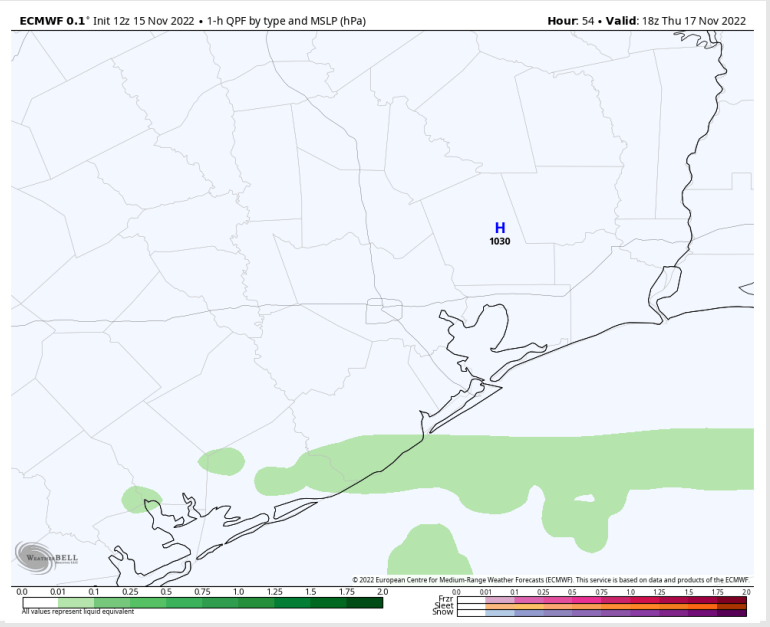 ECMWF 0.1° Init 12z 15 Nov 2022 • 1-h QPF by type and MSLP (hPa)
Hour: 54 • Valid: 18z Thu 17 Nov 2022
H
1030
WeatherBELL
© 2022 European Centre for Medium-Range Weather Forecasts (ECMWF). This service is based on data and products of the ECMWF.
0.0 0.01 0.1 0.25 0.5 0.75 1.0 1.25 1.5 1.75 2.0
All values represent liquid equivalent
0.0 0.01 0.1 0.25 0.5 0.75 1.0 1.25 1.5 1.75 2.0
Frzr
Sleet
Snow